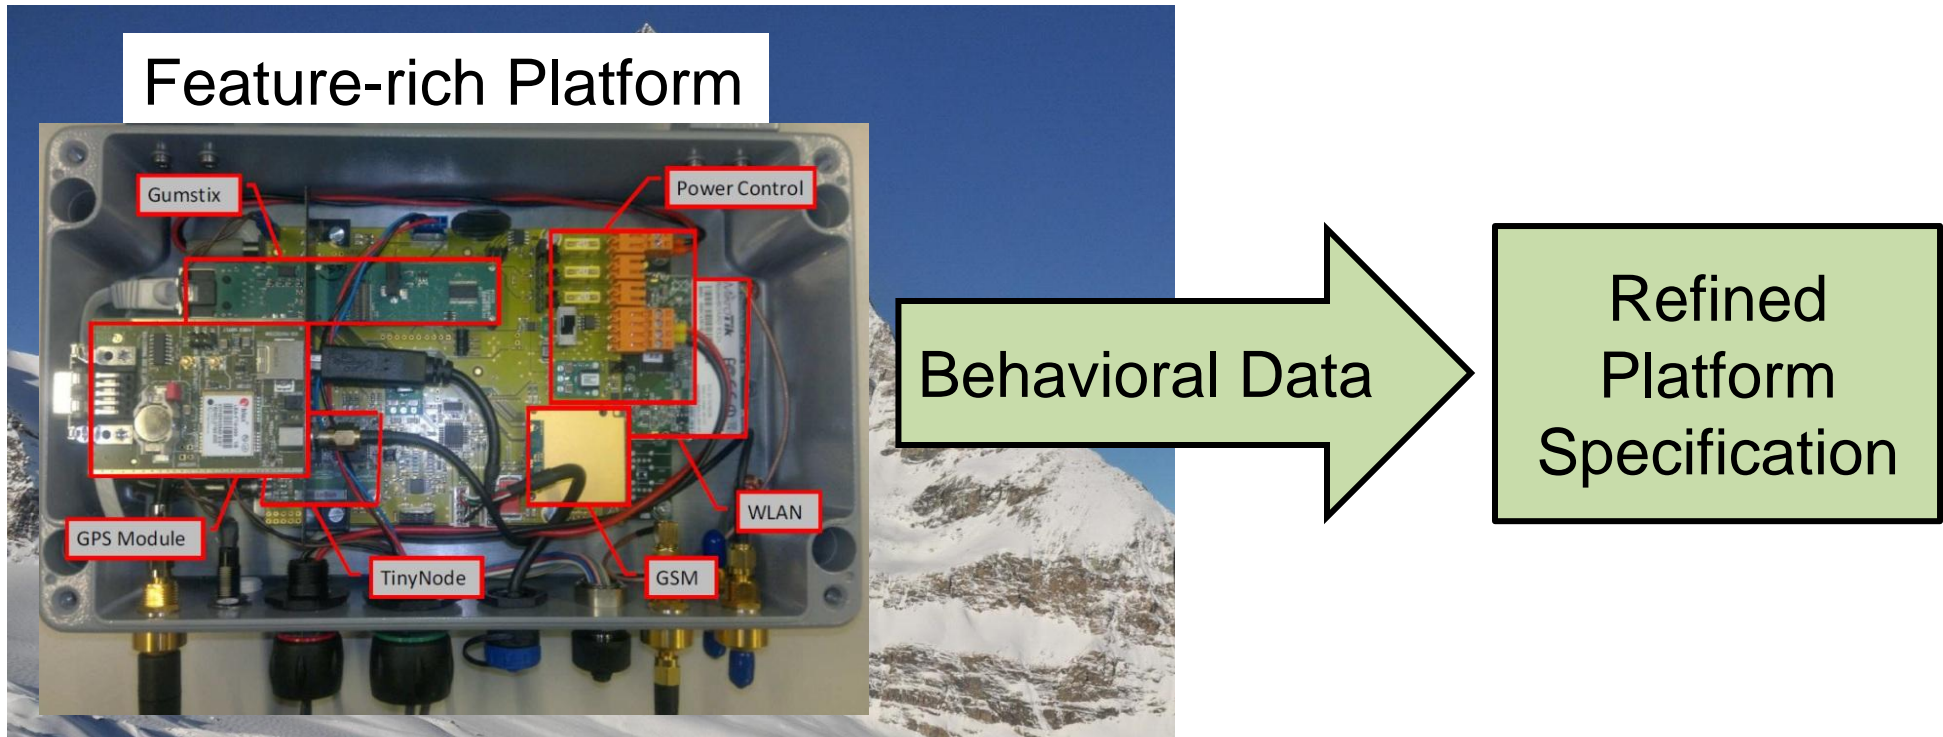 Feature-rich Platform
Gumstix
Power Control
GPS Module
TinyNode
GSM
WLAN
Behavioral Data
Refined
Platform
Specification